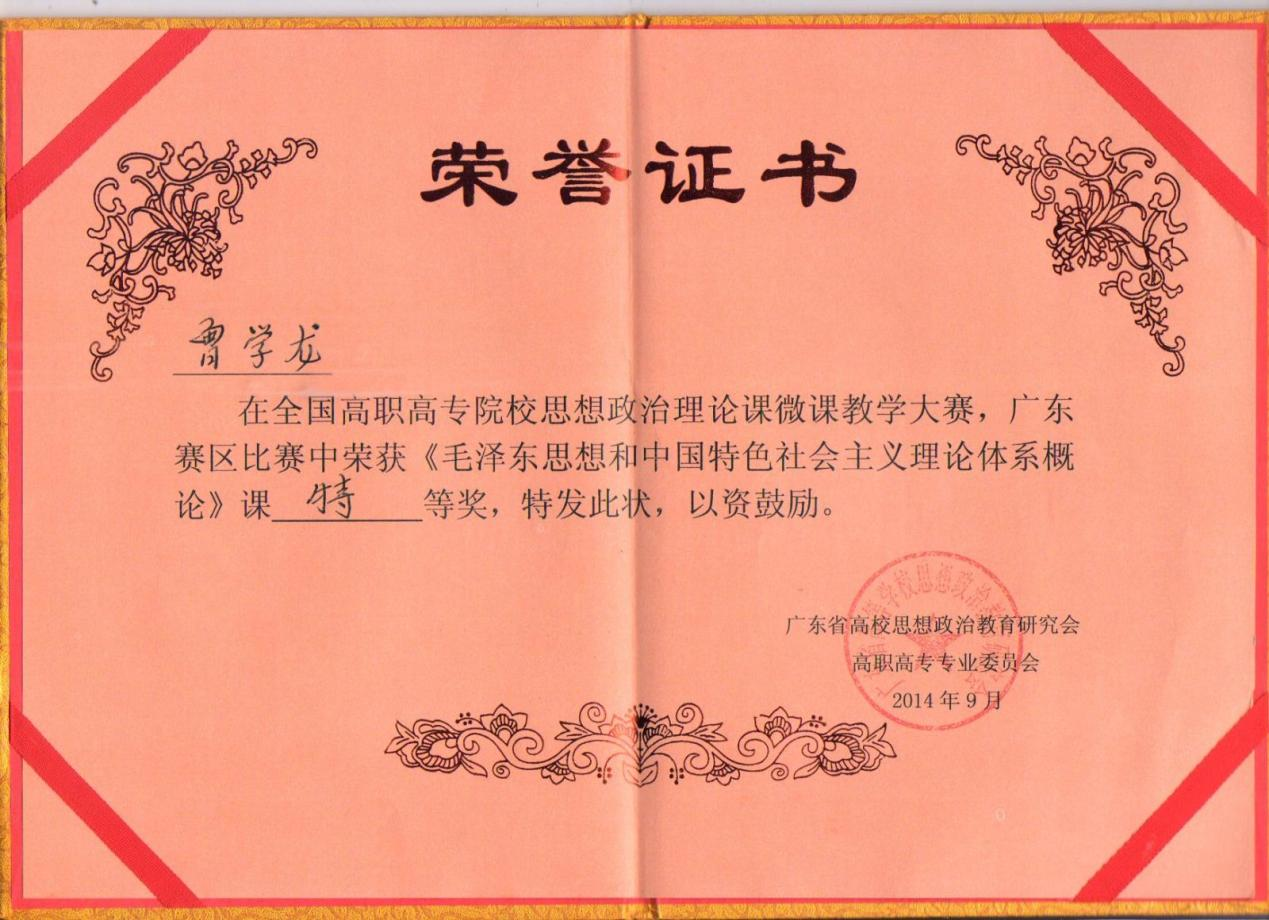 荣誉证书
曹学龙
在全国高职高专院校思想政治理论课微课教学大赛，广东
赛区比赛中荣获《毛泽东思想和中国特色社会主义理论体系概
论》课 特 等奖，特发此状，以资鼓励。
广东省高校思想政治教育研究会
高职高专专业委员会
2014年9月